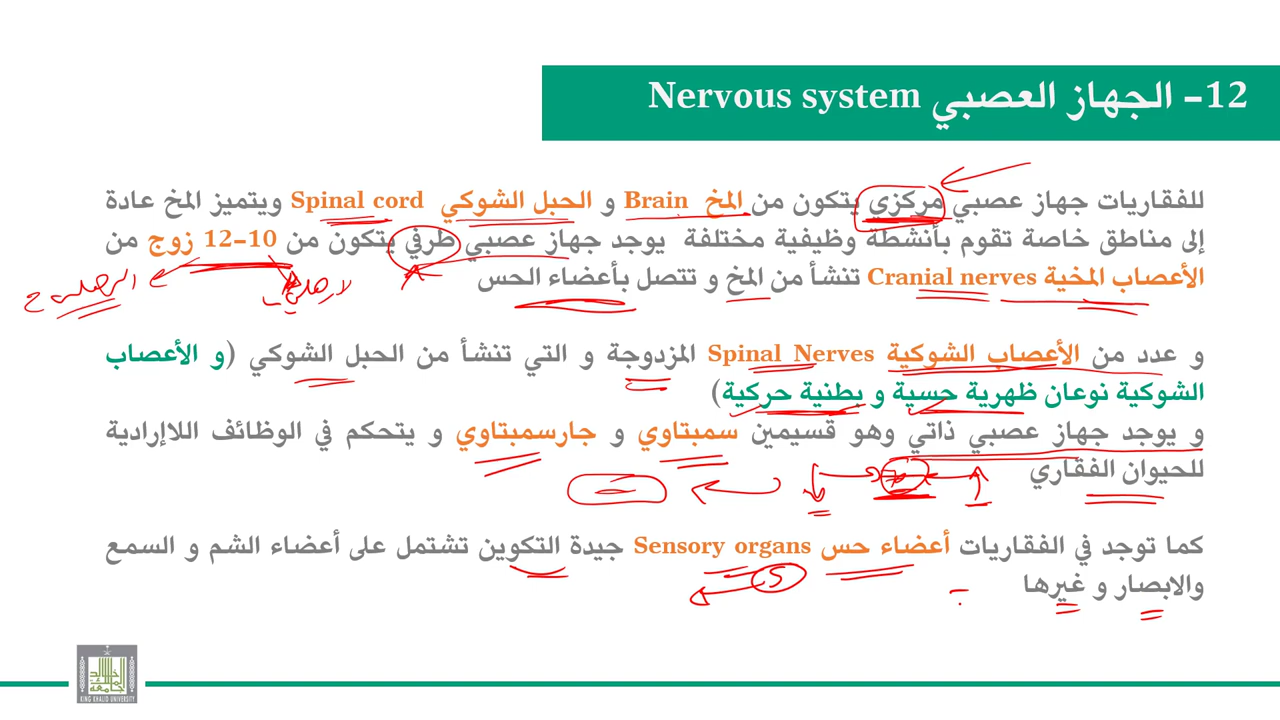 12- الجهاز العصبي Nervous system
للفقاريات جهاز عصبي مركزى يتكون من المخ Brain و الحبل الشوكي Spinal cord ويتميز المخ عادة
إلى مناطق خاصة تقوم بأنشطة وظيفية مختلفة يوجد جهاز عصبي طرفي يتكون من 10-12 زوج من
الأعصاب المخية Cranial nerves تنشأ من المخ و تتصل بأعضاء الحس
و عدد من الأعصاب الشوكية Spinal Nerves المزدوجة و التي تنشأ من الحبل الشوكي (و الأعصاب
الشوكية نوعان ظهرية حسية و بطنية حركية)
و يوجد جهاز عصبي ذاتي وهو قسيمين سمبتاوي و جارسمبتاوي و يتحكم في الوظائف اللاإرادية
للحيوان الفقاري
كما توجد في الفقاريات أعضاء حس Sensory organs جيدة التكوين تشتمل على أعضاء الشم و السمع
والابصار و غيرها
5
KING KHALID UNIVERSITY